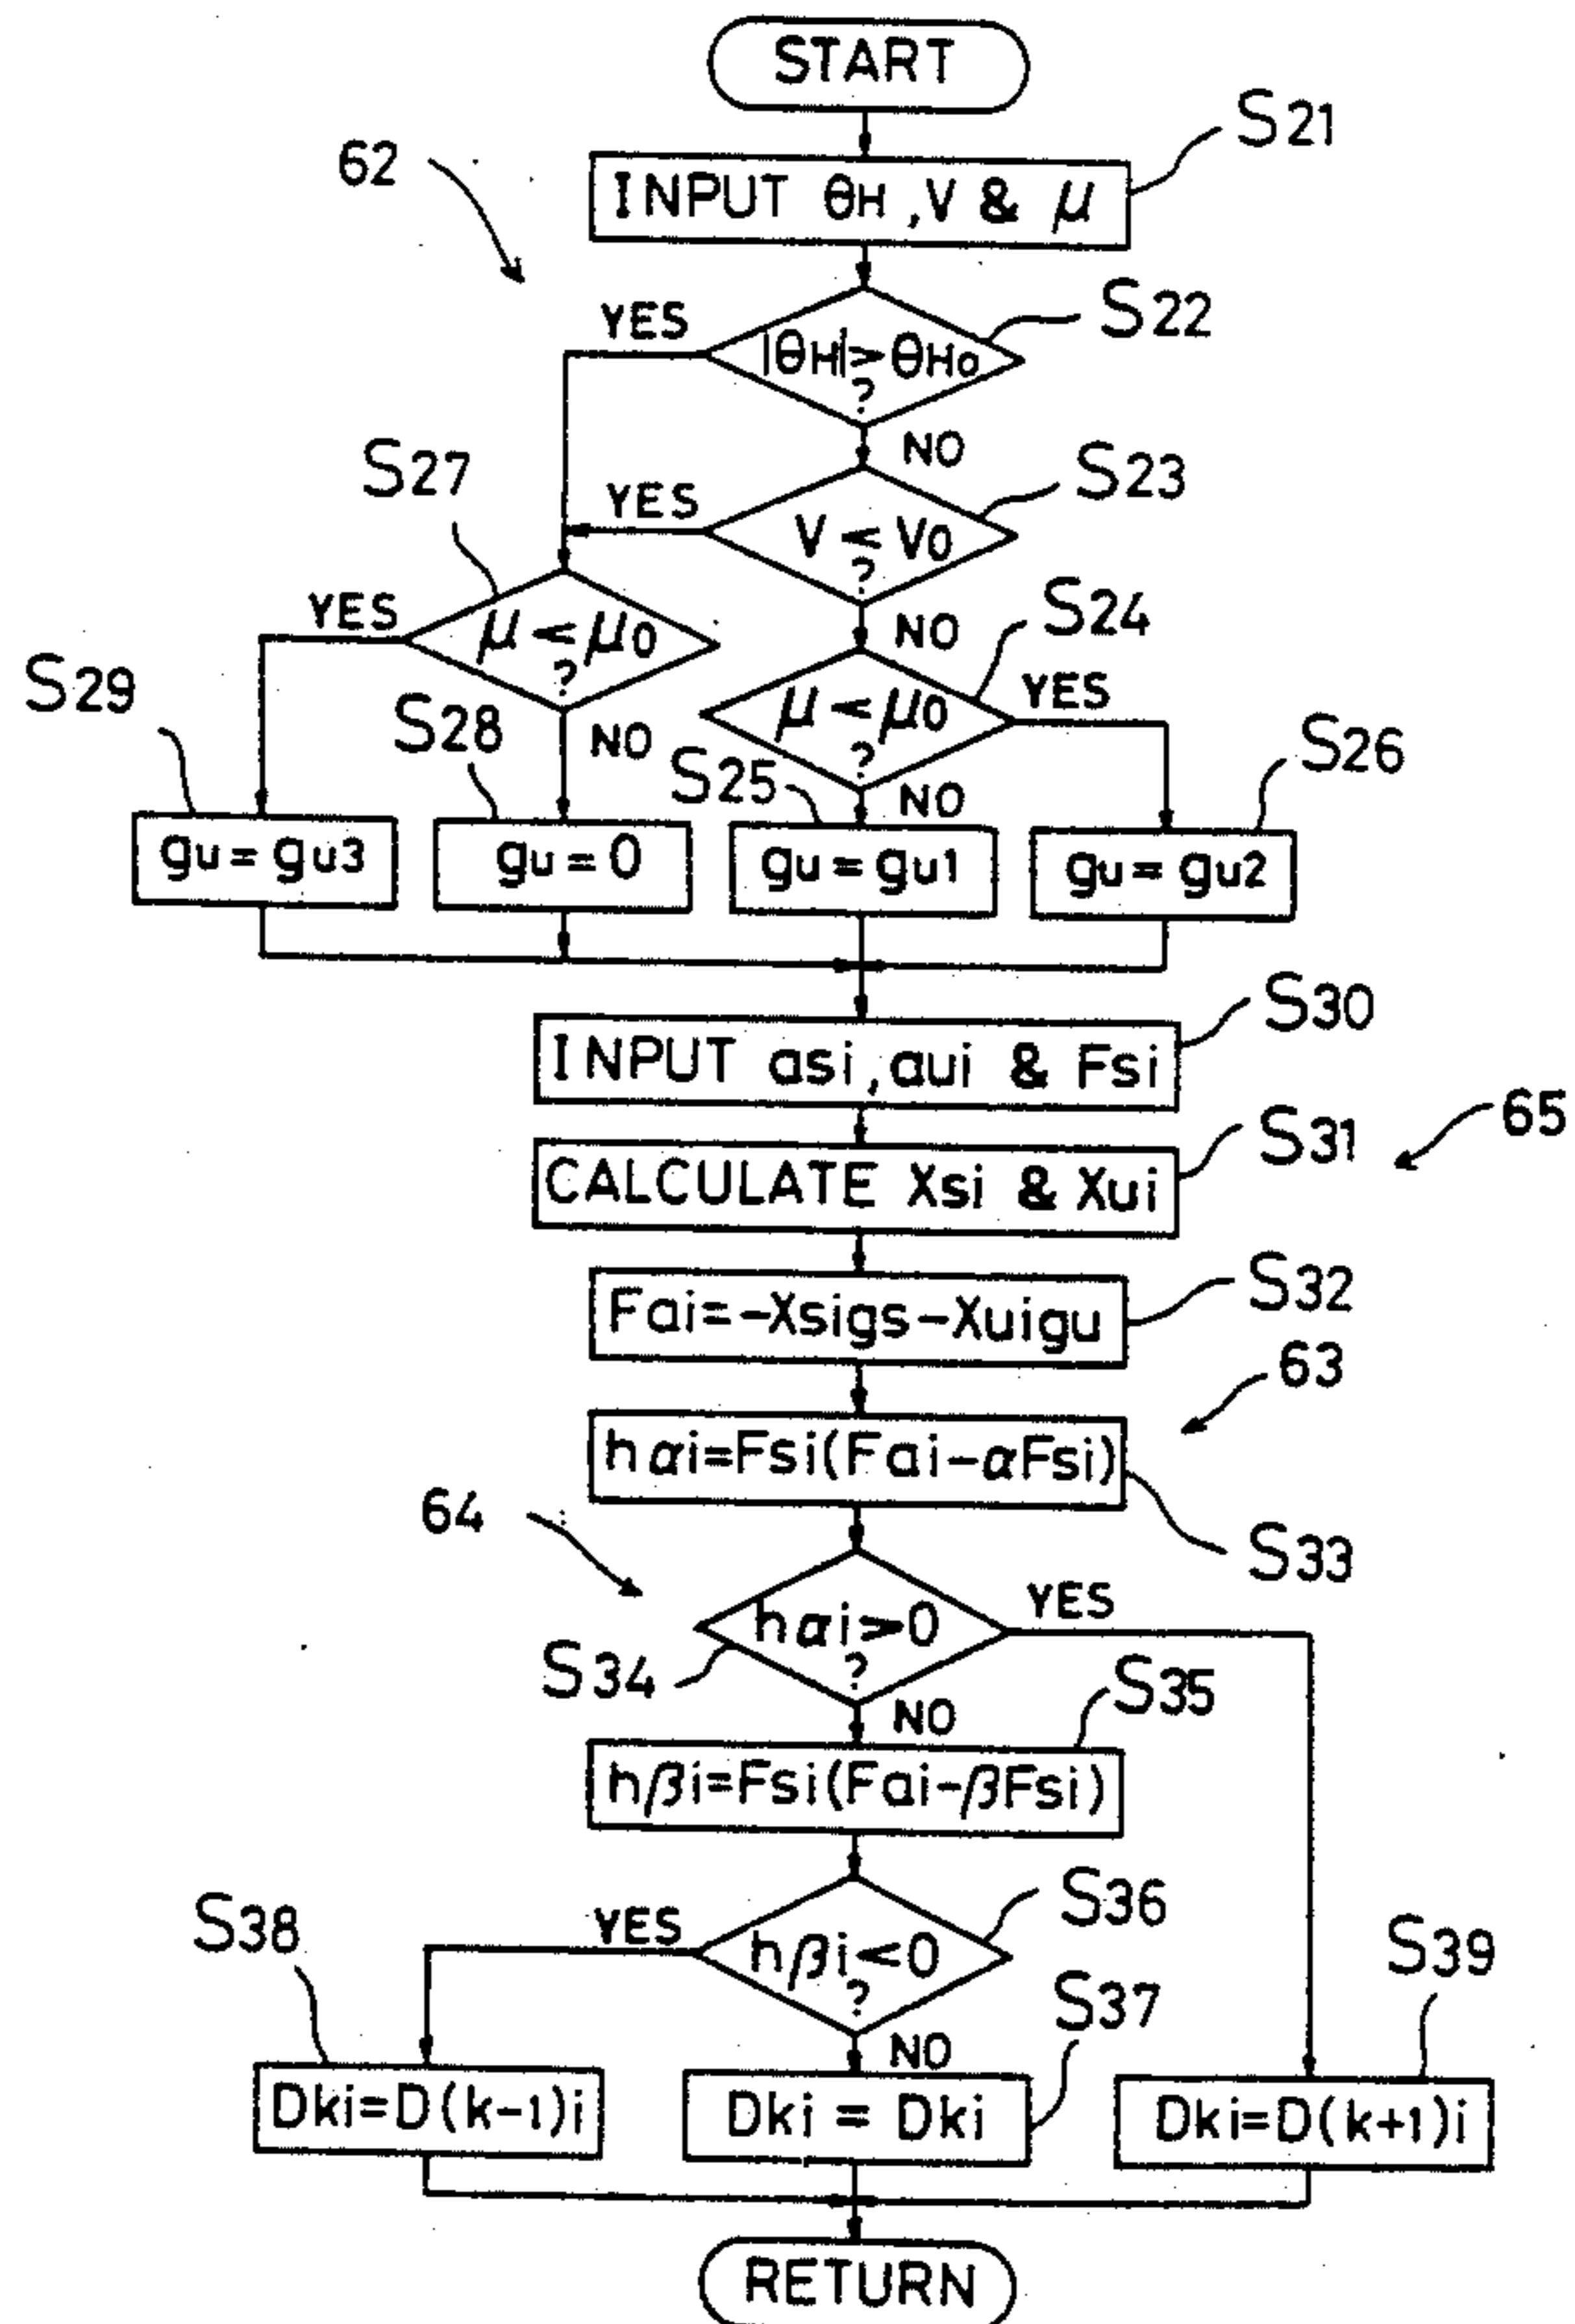 START
S21
62
INPUT θH ,V & μ
S22
YES
|θH|>θHo
?
NO
S27
S23
YES
V < Vo
?
S24
YES
NO
μ < μo
?
S29
YES
S28
μ < μo
?
NO
S26
S25
NO
gu = gu3
gu = 0
gu = gu1
gu = gu2
S30
INPUT asi, aui & Fsi
65
S31
CALCULATE Xsi & Xui
S32
Fai=-Xsigs-Xuigu
63
hαi=Fsi(Fai-αFsi)
64
S33
YES
hαi>0
?
S34
S35
NO
hβi=Fsi(Fai-βFsi)
S36
S38
YES
hβi<0
?
S39
S37
NO
Dki=D(k-1)i
Dki = Dki
Dki=D(k+1)i
RETURN